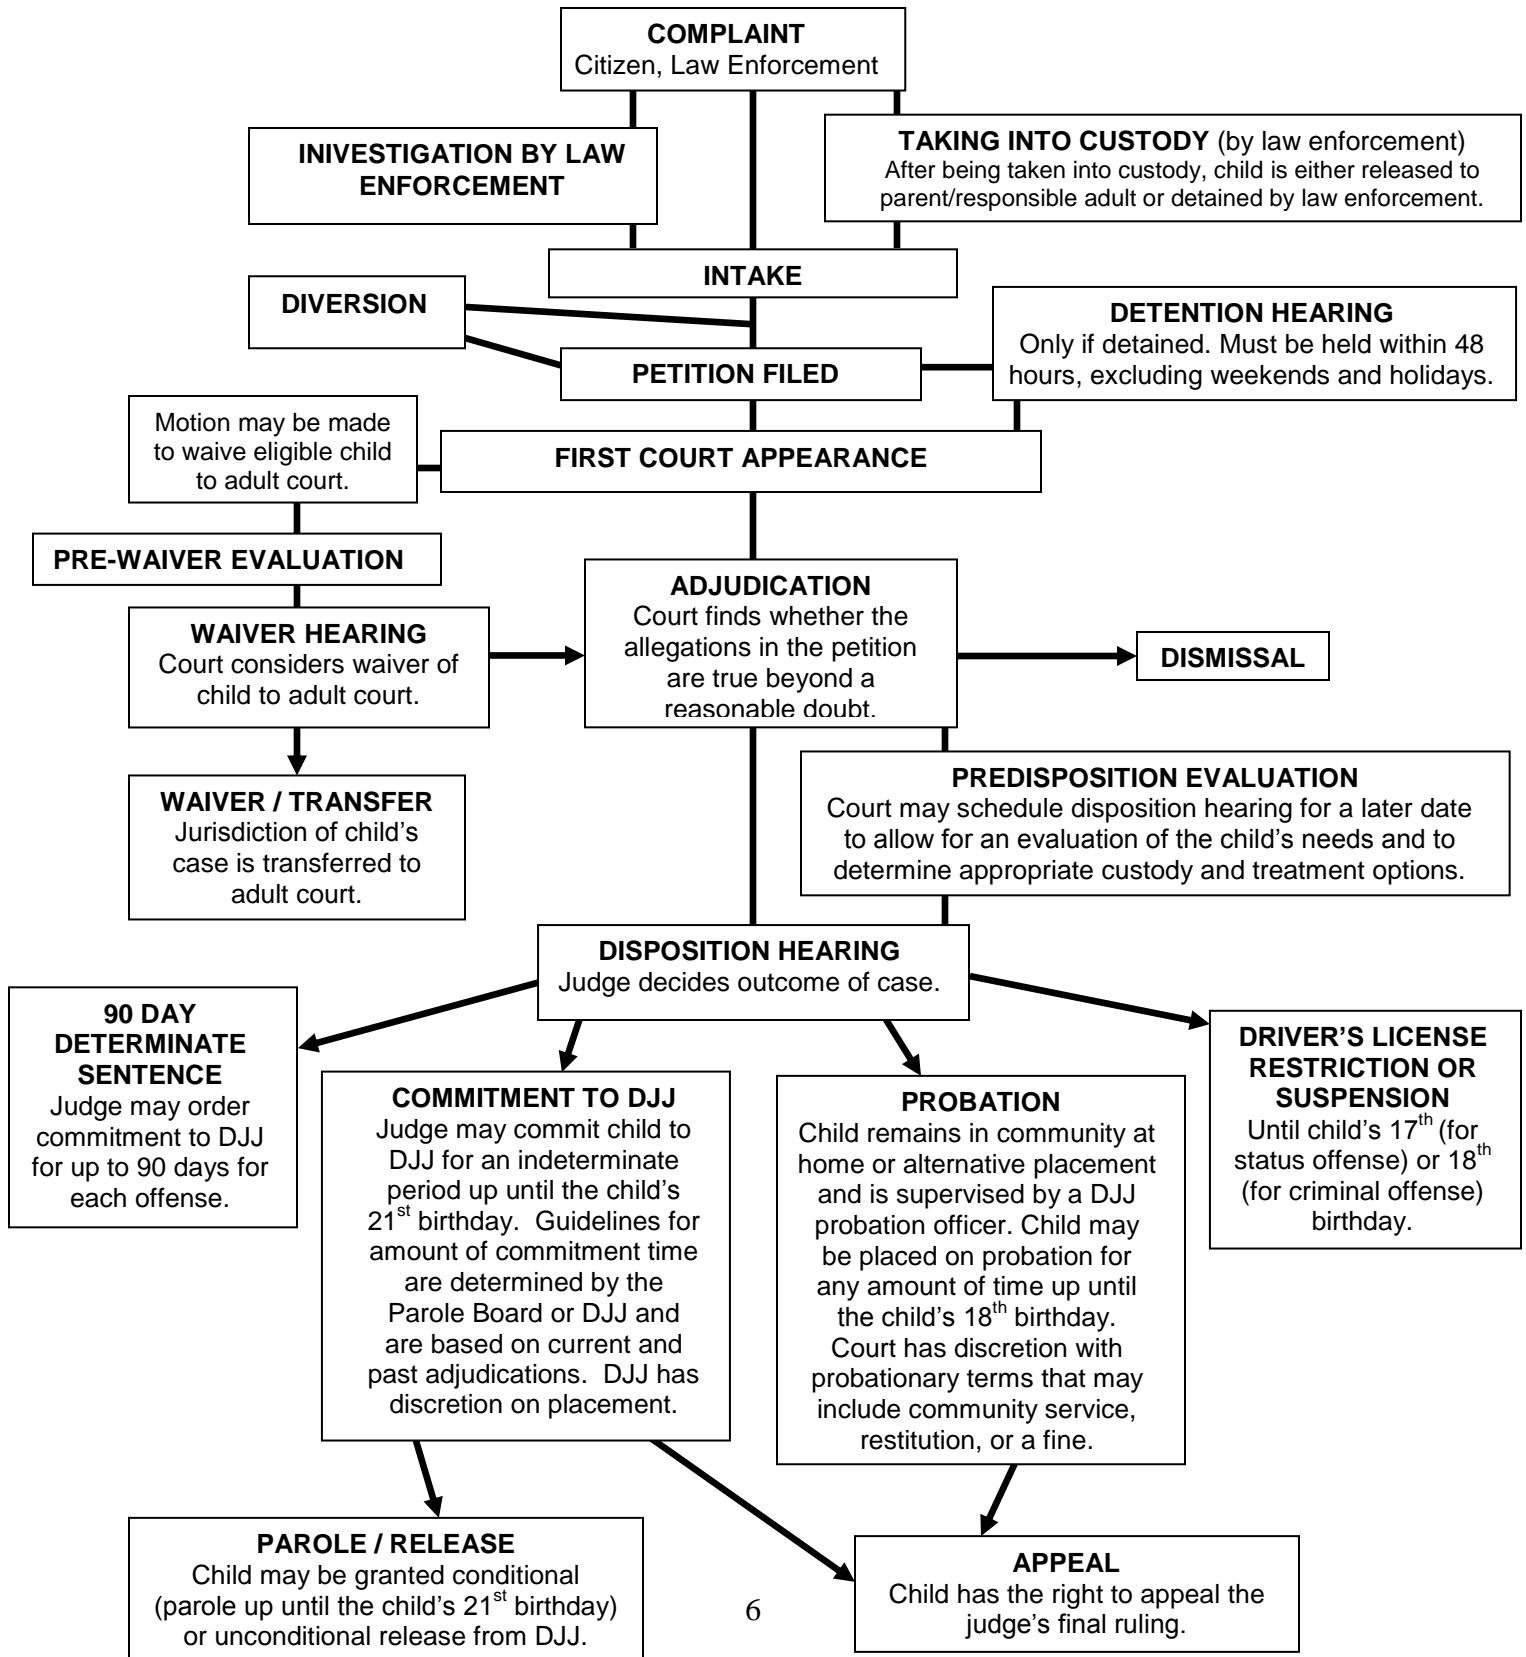 COMPLAINT
Citizen, Law Enforcement
INIVESTIGATION BY LAW
ENFORCEMENT
TAKING INTO CUSTODY (by law enforcement)
After being taken into custody, child is either released to
parent/responsible adult or detained by law enforcement.
INTAKE
DIVERSION
DETENTION HEARING
Only if detained. Must be held within 48
hours, excluding weekends and holidays.
PETITION FILED
Motion may be made
to waive eligible child
to adult court.
FIRST COURT APPEARANCE
PRE-WAIVER EVALUATION
ADJUDICATION
Court finds whether the
allegations in the petition
are true beyond a
reasonable doubt.
WAIVER HEARING
Court considers waiver of
child to adult court.
DISMISSAL
WAIVER / TRANSFER
Jurisdiction of child’s
case is transferred to
adult court.
PREDISPOSITION EVALUATION
Court may schedule disposition hearing for a later date
to allow for an evaluation of the child’s needs and to
determine appropriate custody and treatment options.
DISPOSITION HEARING
Judge decides outcome of case.
90 DAY
DETERMINATE
SENTENCE
Judge may order
commitment to DJJ
for up to 90 days for
each offense.
COMMITMENT TO DJJ
Judge may commit child to
DJJ for an indeterminate
period up until the child’s
21st birthday.  Guidelines for
amount of commitment time
are determined by the
Parole Board or DJJ and
are based on current and
past adjudications.  DJJ has
discretion on placement.
PROBATION
Child remains in community at
home or alternative placement
and is supervised by a DJJ
probation officer. Child may
be placed on probation for
any amount of time up until
the child’s 18th birthday.
Court has discretion with
probationary terms that may
include community service,
restitution, or a fine.
DRIVER’S LICENSE
RESTRICTION OR
SUSPENSION
Until child’s 17th (for
status offense) or 18th
(for criminal offense)
birthday.
PAROLE / RELEASE
Child may be granted conditional
(parole up until the child’s 21st birthday)
or unconditional release from DJJ.
APPEAL
Child has the right to appeal the
judge’s final ruling.
6